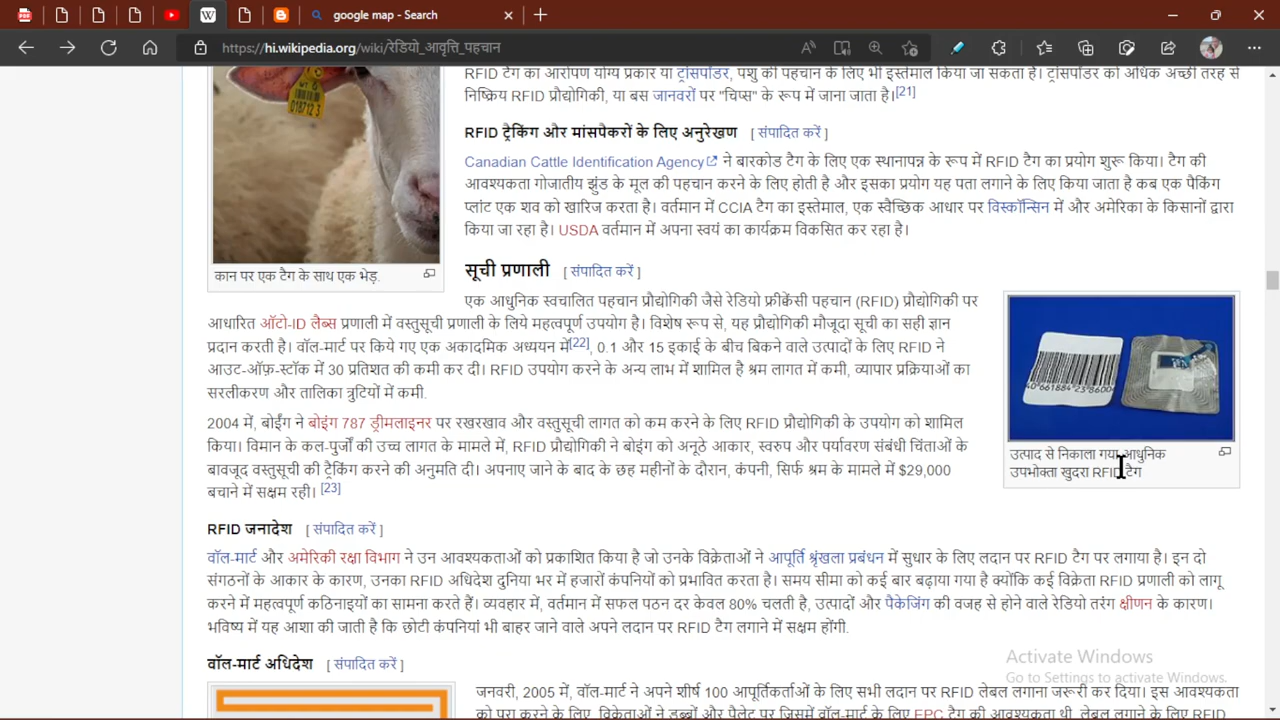 google map - Search
https://hi.wikipedia.org/wiki/रेडियो_आवृत्ति_पहचान
RFID टैग का आरोपण योग्य प्रकार या ट्रांसपोंडर, पशु की पहचान के लिए भी इस्तेमाल किया जा सकता है। ट्रांसपोंडर को अधिक अच्छी तरह से
निष्क्रिय RFID प्रौद्योगिकी, या बस जानवरों पर "चिप्स" के रूप में जाना जाता है।[21]
RFID ट्रैकिंग और मांसपैकरों के लिए अनुरेखण [ संपादित करें ]
Canadian Cattle Identification Agency ने बारकोड टैग के लिए एक स्थानापन्न के रूप में RFID टैग का प्रयोग शुरू किया। टैग की
आवश्यकता गोजातीय झुंड के मूल की पहचान करने के लिए होती है और इसका प्रयोग यह पता लगाने के लिए किया जाता है कब एक पैकिंग
प्लांट एक शव को खारिज करता है। वर्तमान में CCIA टैग का इस्तेमाल, एक स्वैच्छिक आधार पर विस्कॉन्सिन में और अमेरिका के किसानों द्वारा
किया जा रहा है। USDA वर्तमान में अपना स्वयं का कार्यक्रम विकसित कर रहा है।
कान पर एक टैग के साथ एक भेड़.
सूची प्रणाली [ संपादित करें ]
एक आधुनिक स्वचालित पहचान प्रौद्योगिकी जैसे रेडियो फ्रीक्वेंसी पहचान (RFID) प्रौद्योगिकी पर
आधारित ऑटो-ID लैब्स प्रणाली में वस्तुसूची प्रणाली के लिये महत्वपूर्ण उपयोग है। विशेष रूप से, यह प्रौद्योगिकी मौजूदा सूची का सही ज्ञान
प्रदान करती है। वॉल-मार्ट पर किये गए एक अकादमिक अध्ययन में[22], 0.1 और 15 इकाई के बीच बिकने वाले उत्पादों के लिए RFID ने
आउट-ऑफ़-स्टॉक में 30 प्रतिशत की कमी कर दी। RFID उपयोग करने के अन्य लाभ में शामिल है श्रम लागत में कमी, व्यापार प्रक्रियाओं का
सरलीकरण और तालिका त्रुटियों में कमी.
2004 में, बोईंग ने बोइंग 787 ड्रीमलाइनर पर रखरखाव और वस्तुसूची लागत को कम करने के लिए RFID प्रौद्योगिकी के उपयोग को शामिल
किया। विमान के कल-पुर्जों की उच्च लागत के मामले में, RFID प्रौद्योगिकी ने बोइंग को अनूठे आकार, स्वरुप और पर्यावरण संबंधी चिंताओं के
बावजूद वस्तुसूची की ट्रैकिंग करने की अनुमति दी। अपनाए जाने के बाद के छह महीनों के दौरान, कंपनी, सिर्फ श्रम के मामले में $29,000
बचाने में सक्षम रही। [23]
उत्पाद से निकाला गया आधुनिक
उपभोक्ता खुदरा RFID टैग
RFID जनादेश [ संपादित करें ]
वॉल-मार्ट और अमेरिकी रक्षा विभाग ने उन आवश्यकताओं को प्रकाशित किया है जो उनके विक्रेताओं ने आपूर्ति श्रृंखला प्रबंधन में सुधार के लिए लदान पर RFID टैग पर लगाया है। इन दो
संगठनों के आकार के कारण, उनका RFID अधिदेश दुनिया भर में हजारों कंपनियों को प्रभावित करता है। समय सीमा को कई बार बढ़ाया गया है क्योंकि कई विक्रेता RFID प्रणाली को लागू
करने में महत्वपूर्ण कठिनाइयों का सामना करते हैं। व्यवहार में, वर्तमान में सफल पठन दर केवल 80% चलती है, उत्पादों और पैकेजिंग की वजह से होने वाले रेडियो तरंग क्षीणन के कारण।
भविष्य में यह आशा की जाती है कि छोटी कंपनियां भी बाहर जाने वाले अपने लदान पर RFID टैग लगाने में सक्षम होंगी.
वॉल-मार्ट अधिदेश [ संपादित करें ]
जनवरी, 2005 में, वॉल-मार्ट ने अपने शीर्ष 100 आपूर्तिकर्ताओं के लिए सभी लदान पर RFID लेबल लगाना जरूरी कर दिया। इस आवश्यकता
को पूरा करने के लिए, विक्रेताओं ने डब्बों और पैलेट पर जिसमें वॉल-मार्ट के लिए EPC टैग की आवश्यकता थी, लेबल लगाने के लिए RFID
Activate Windows
Go to Settings to activate Windows.